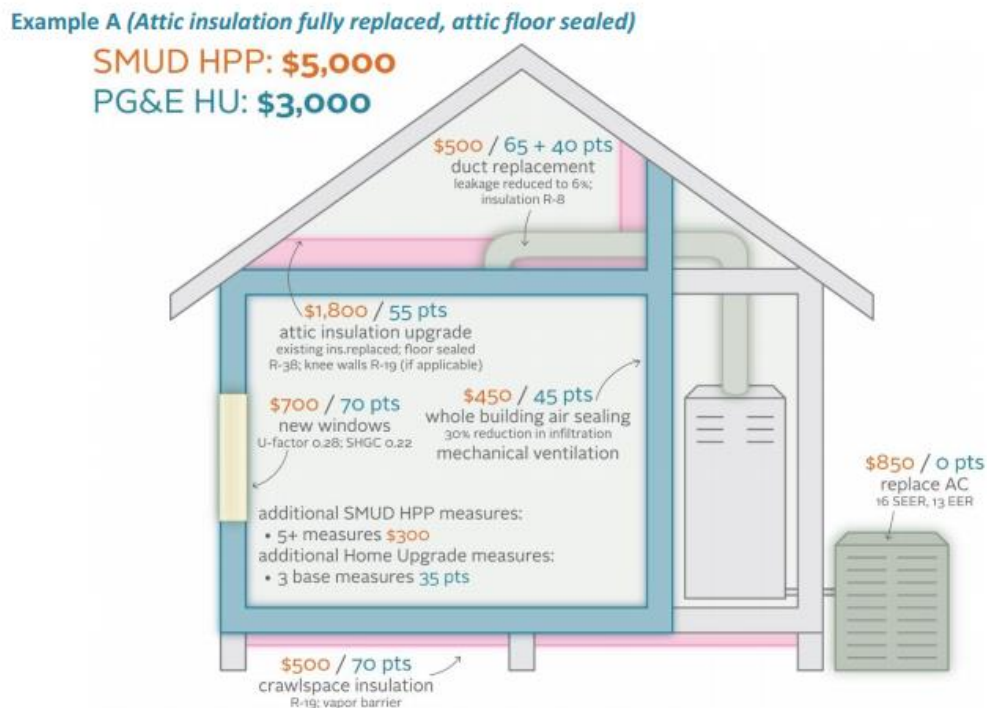 Example A (Attic insulation fully replaced, attic floor sealed)
SMUD HPP: $5,000
PG&E HU: $3,000
$500 / 65 + 40 pts
duct replacement
leakage reduced to 6%;
insulation R-8
$1,800 / 55 pts
attic insulation upgrade
existing ins.replaced; floor sealed
R-38; knee walls R-19 (if applicable)
$700 / 70 pts
new windows
U-factor 0.28; SHGC 0.22
$450 / 45 pts
whole building air sealing
30% reduction in infiltration
mechanical ventilation
$850 / 0 pts
replace AC
16 SEER, 13 EER
additional SMUD HPP measures:
• 5+ measures $300
additional Home Upgrade measures:
• 3 base measures 35 pts
$500 / 70 pts
crawlspace insulation
R-19; vapor barrier